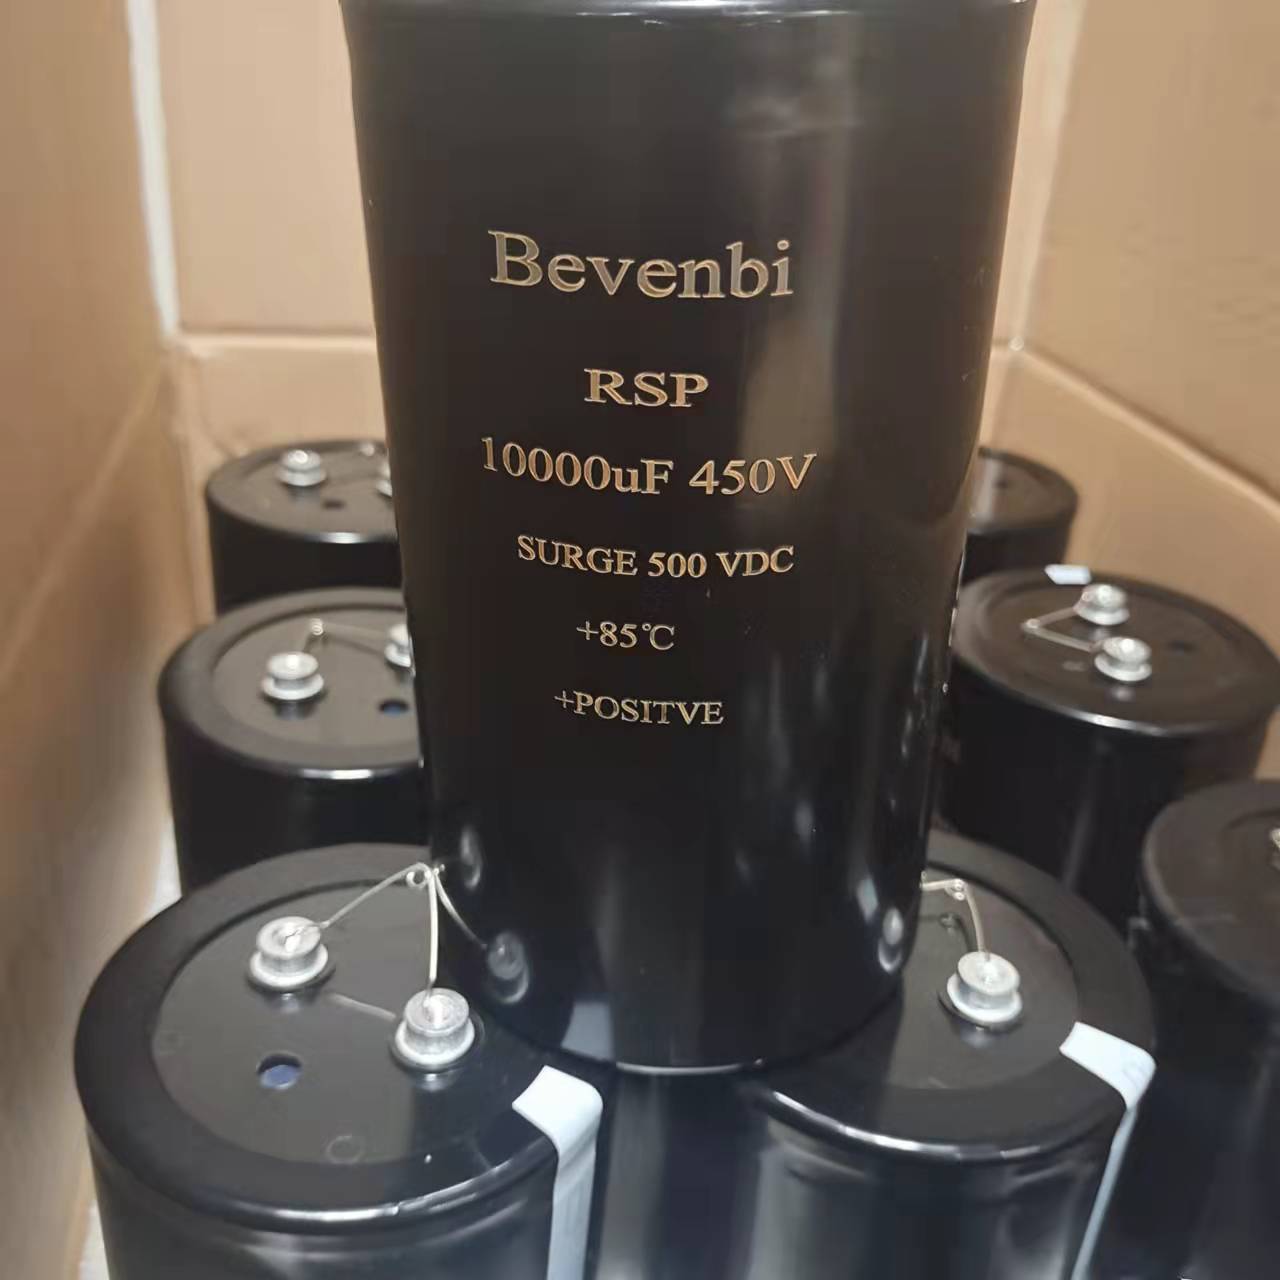 Bevenbi
RSP
10000uF 450V
SURGE 500 VDC
+85℃
+POSITVE